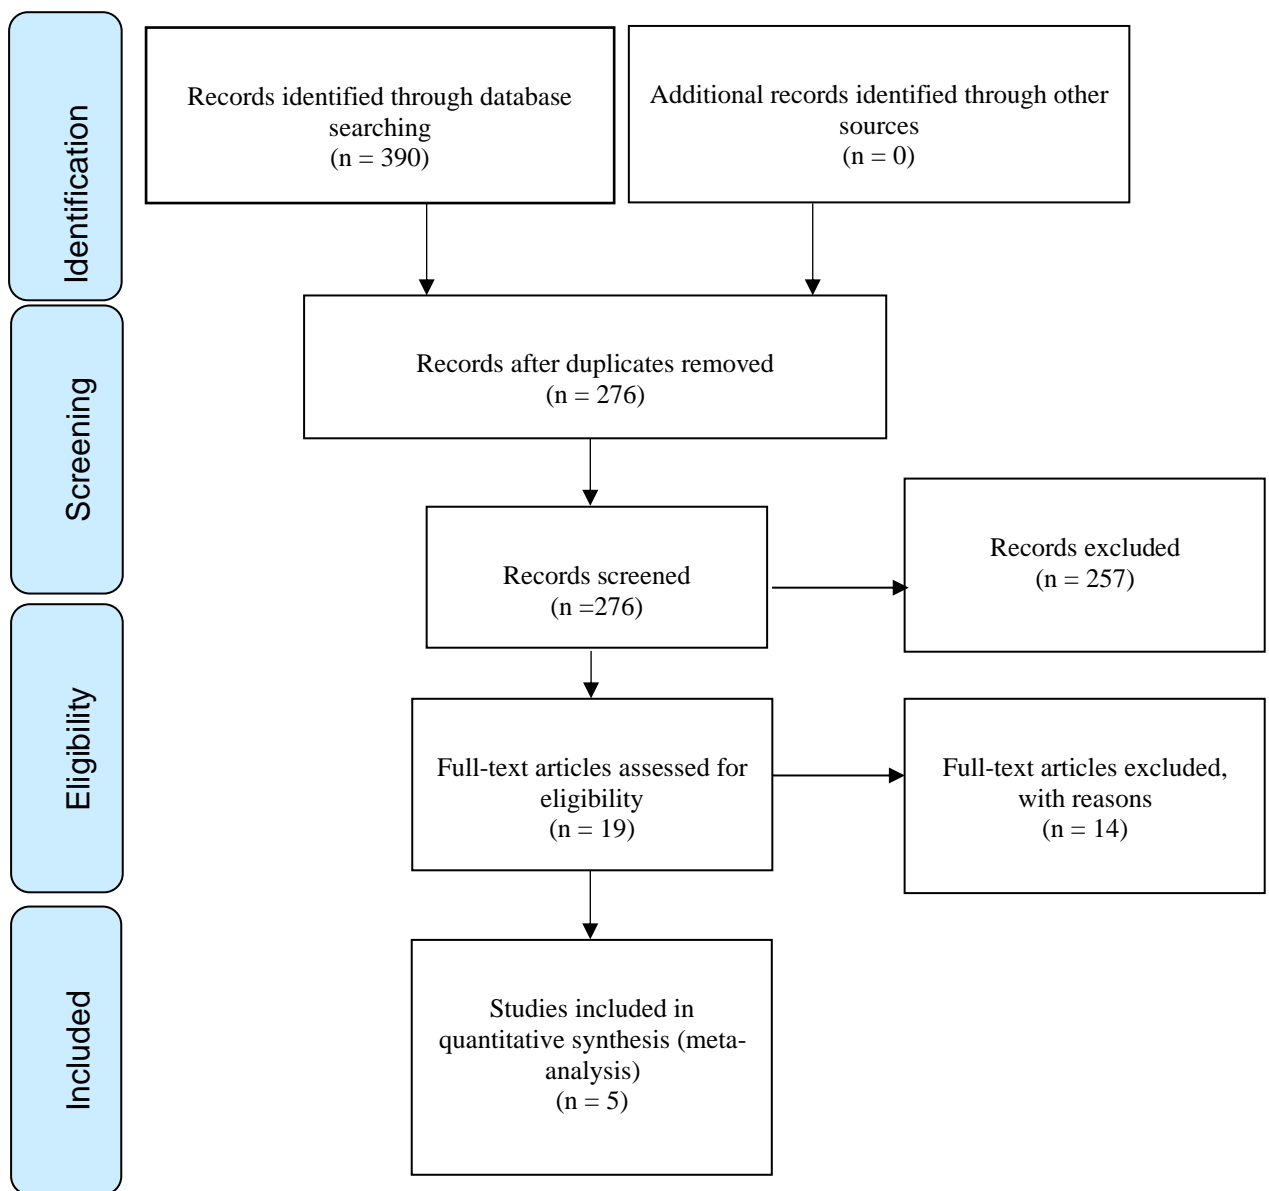 Identification
Records identified through database
searching
(n = 390)
Additional records identified through other
sources
(n = 0)
Screening
Records after duplicates removed
(n = 276)
Records screened
(n =276)
Records excluded
(n = 257)
Eligibility
Full-text articles assessed for
eligibility
(n = 19)
Full-text articles excluded,
with reasons
(n = 14)
Included
Studies included in
quantitative synthesis (meta-
analysis)
(n = 5)